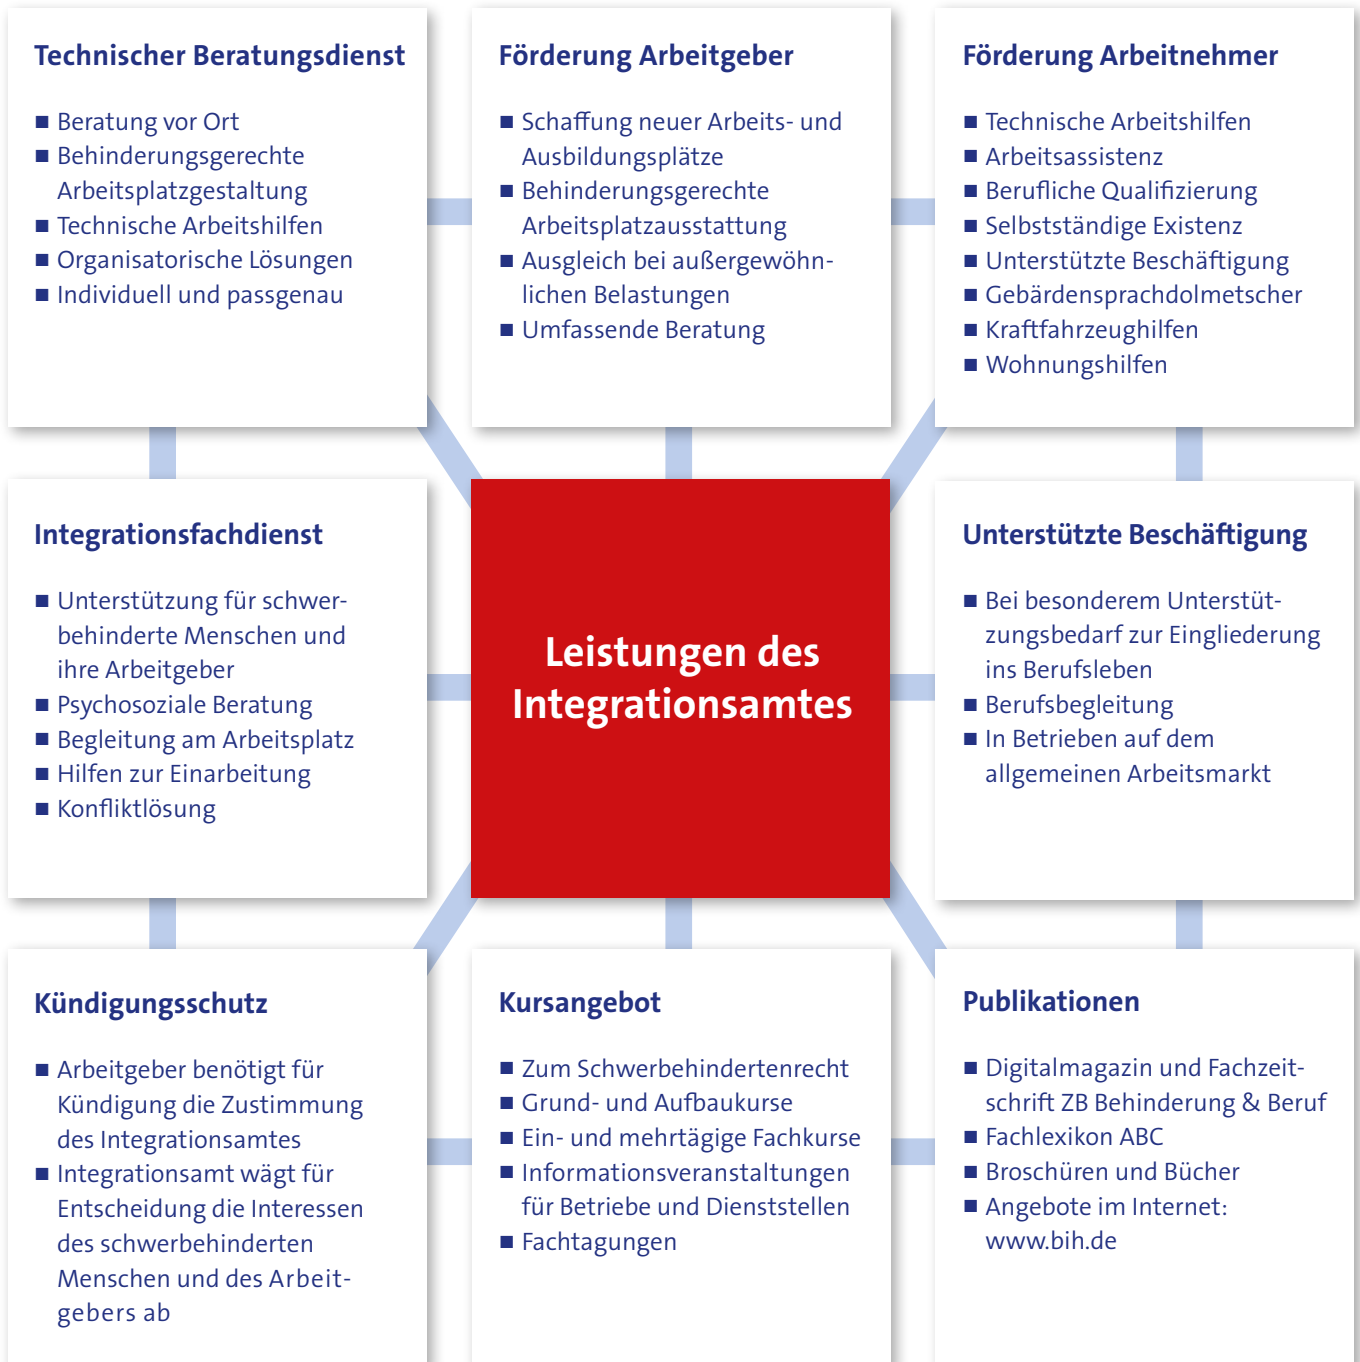 Technischer Beratungsdienst
■ Beratung vor Ort
■ Behinderungsgerechte
Arbeitsplatzgestaltung
■ Technische Arbeitshilfen
■ Organisatorische Lösungen
■ Individuell und passgenau
Förderung Arbeitgeber
■ Schaffung neuer Arbeits- und
Ausbildungsplätze
■ Behinderungsgerechte
Arbeitsplatzausstattung
■ Ausgleich bei außergewöhn-
lichen Belastungen
■ Umfassende Beratung
Förderung Arbeitnehmer
■ Technische Arbeitshilfen
■ Arbeitsassistenz
■ Berufliche Qualifizierung
■ Selbstständige Existenz
■ Unterstützte Beschäftigung
■ Gebärdensprachdolmetscher
■ Kraftfahrzeughilfen
■ Wohnungshilfen
Integrationsfachdienst
■ Unterstützung für schwer-
behinderte Menschen und
ihre Arbeitgeber
■ Psychosoziale Beratung
■ Begleitung am Arbeitsplatz
■ Hilfen zur Einarbeitung
■ Konfliktlösung
Leistungen des
Integrationsamtes
Unterstützte Beschäftigung
■ Bei besonderem Unterstüt-
zungsbedarf zur Eingliederung
ins Berufsleben
■ Berufsbegleitung
■ In Betrieben auf dem
allgemeinen Arbeitsmarkt
Kündigungsschutz
■ Arbeitgeber benötigt für
Kündigung die Zustimmung
des Integrationsamtes
■ Integrationsamt wägt für
Entscheidung die Interessen
des schwerbehinderten
Menschen und des Arbeit-
gebers ab
Kursangebot
■ Zum Schwerbehindertenrecht
■ Grund- und Aufbaukurse
■ Ein- und mehrtägige Fachkurse
■ Informationsveranstaltungen
für Betriebe und Dienststellen
■ Fachtagungen
Publikationen
■ Digitalmagazin und Fachzeit-
schrift ZB Behinderung & Beruf
■ Fachlexikon ABC
■ Broschüren und Bücher
■ Angebote im Internet:
www.bih.de